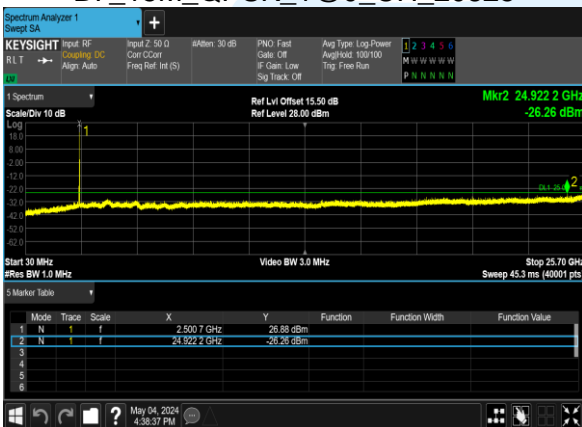 Spectrum Analyzer 1
Swept SA
KEYSIGHT Input: RF Input Z: 50 Ω #Atten: 30 dB PNO: Fast Avg Type: Log-Power 1 2 3 4 5 6
RLT Coupling: DC Corr CCorr Gate: Off Avg|Hold: 100/100 M W W W W W
Align: Auto Freq Ref: Int (S) IF Gain: Low Trig: Free Run
Sig Track: Off P N N N N N
LW
1 Spectrum Ref Lvl Offset 15.50 dB Mkr2 24.922 2 GHz
Scale/Div 10 dB Ref Level 28.00 dBm -26.26 dBm
Log
18.0
8.00
-2.00
-12.0
-22.0
-32.0
-42.0
-52.0
-62.0
1
2
Start 30 MHz Video BW 3.0 MHz Stop 25.70 GHz
#Res BW 1.0 MHz Sweep 45.3 ms (40001 pts)
5 Marker Table
Mode Trace Scale X Y Function Function Width Function Value
1 N 1 f 2.500 7 GHz 26.88 dBm
2 N 1 f 24.922 2 GHz -26.26 dBm
3
4
5
6
May 04, 2024
4:38:37 PM